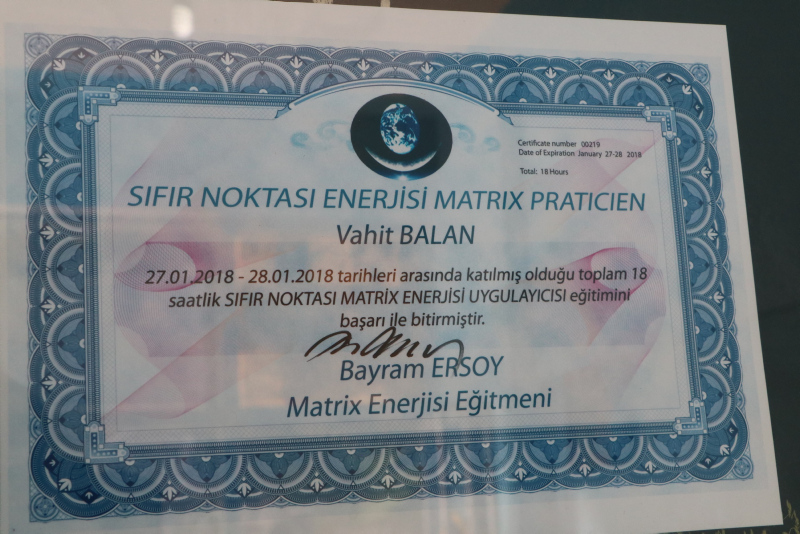 Certificate number 00219
Date of Expiration January 27-28 2018
Total: 18 Hours
SIFIR NOKTASI ENERJİSİ MATRIX PRATICIEN
Vahit BALAN
27.01.2018 - 28.01.2018 tarihleri arasında katılmış olduğu toplam 18
saatlik SIFIR NOKTASI MATRİX ENERJİSİ UYGULAYICISI eğitimini
başarı ile bitirmiştir.
Bayram ERSOY
Matrix Enerjisi Eğitmeni